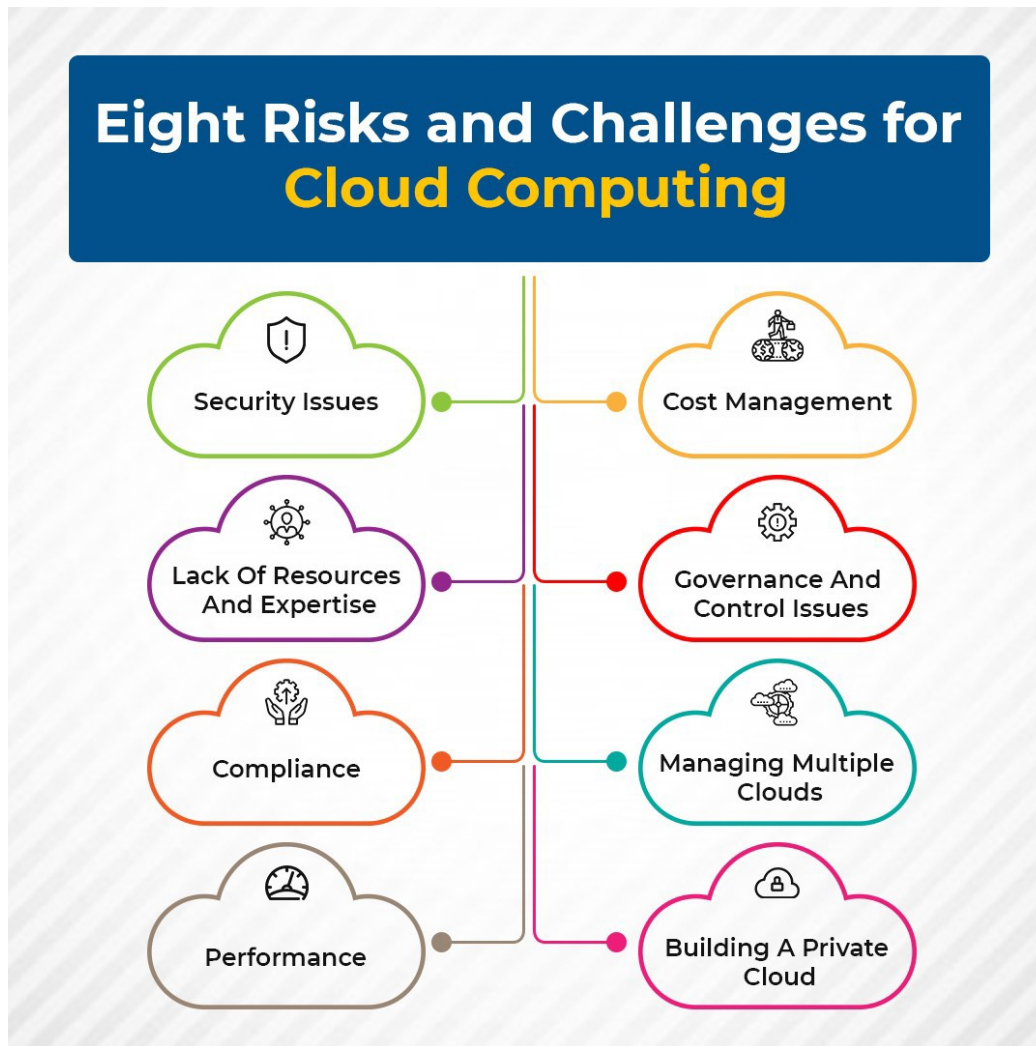 Eight Risks and Challenges for
Cloud Computing
Security Issues
Cost Management
Lack Of Resources
And Expertise
Governance And
Control Issues
Compliance
Managing Multiple
Clouds
Performance
Building A Private
Cloud